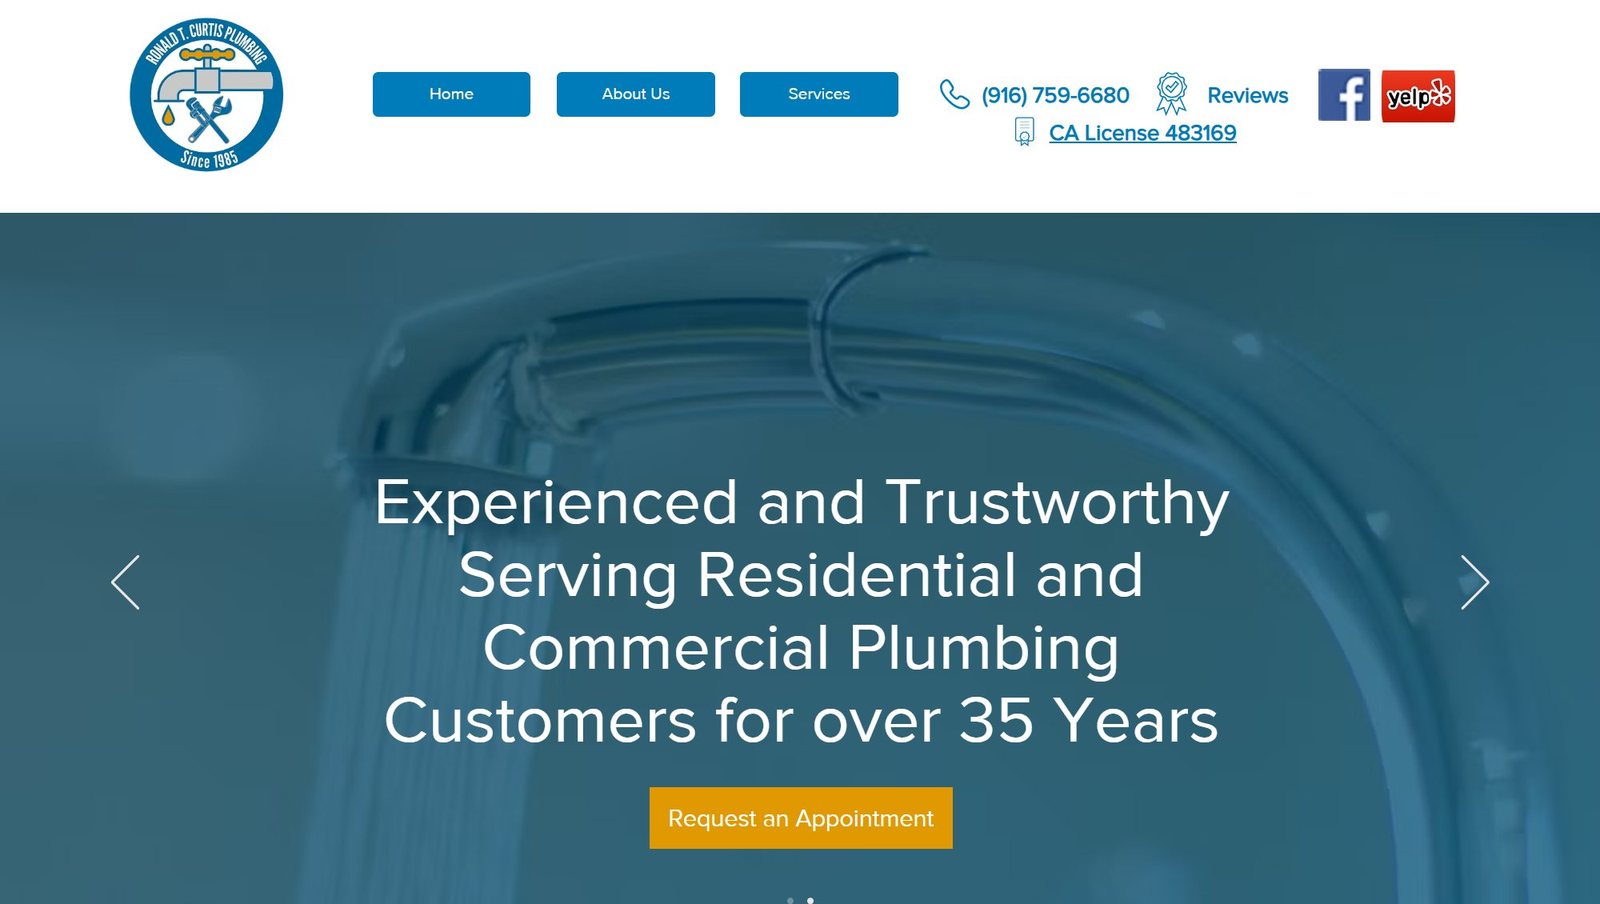 RONALD T. CURTIS PLUMBING
Since 1985
Home
About Us
Services
(916) 759-6680
Reviews
CA License 483169
f
yelp
Experienced and Trustworthy
Serving Residential and
Commercial Plumbing
Customers for over 35 Years
Request an Appointment